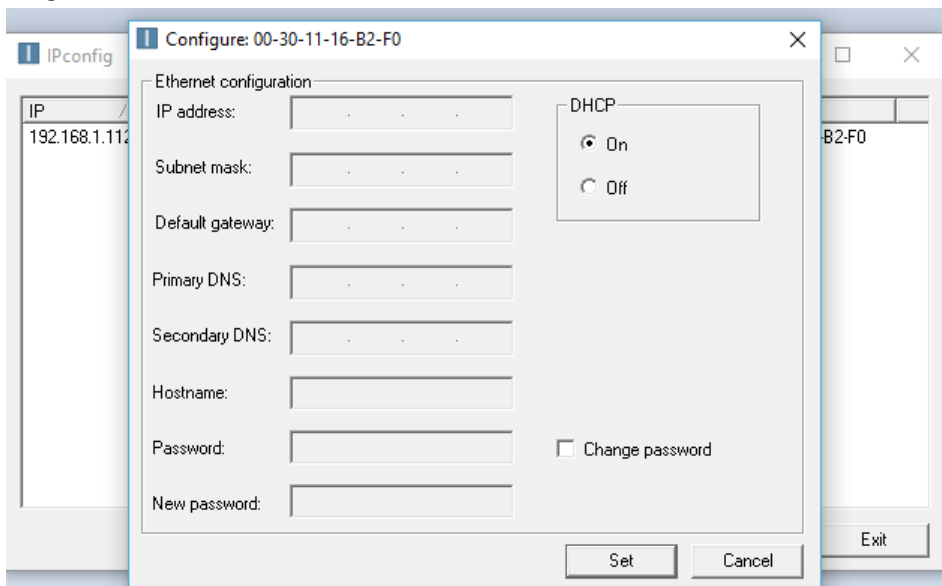 IPconfig
Configure: 00-30-11-16-B2-F0
IP
192.168.1.112
-B2-F0
Ethernet configuration
IP address:
DHCP
On
Subnet mask:
Off
Default gateway:
Primary DNS:
Secondary DNS:
Hostname:
Password:
Change password
New password:
Set
Cancel
Exit